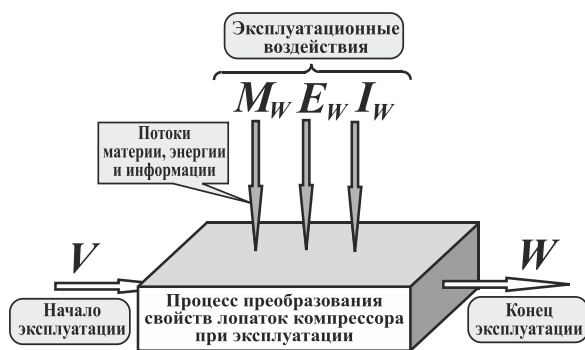 Эксплуатационные
воздействия
M_W E_W I_W
Потоки
материи, энергии
и информации
V
W
Начало
эксплуатации
Процесс преобразования
свойств лопаток компрессора
при эксплуатации
Конец
эксплуатации